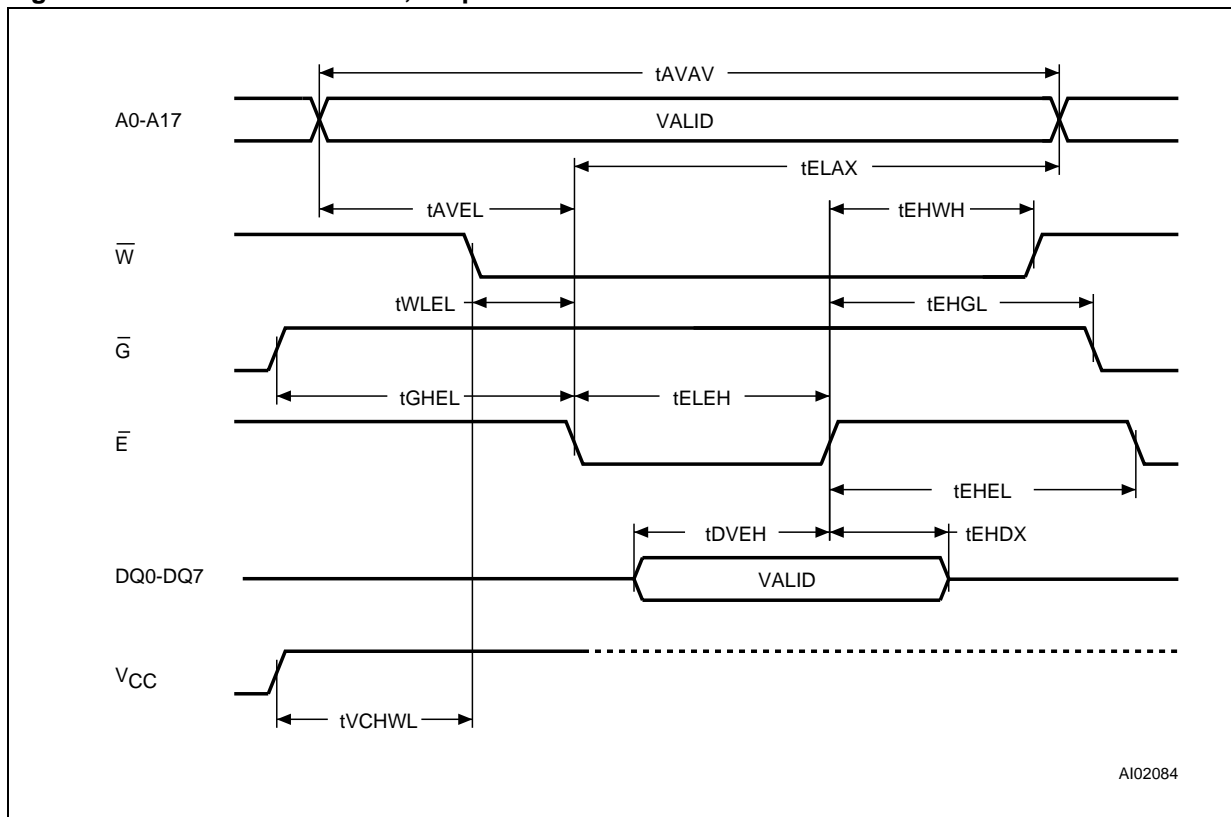 tAVAV
A0-A17
VALID
tELAX
tAVEL
tEHWH
W̅
tWLEL
tEHGL
G̅
tGHEL
tELEH
E̅
tEHEL
tDVEH
tEHDX
DQ0-DQ7
VALID
VCC
tVCHWL
AI02084